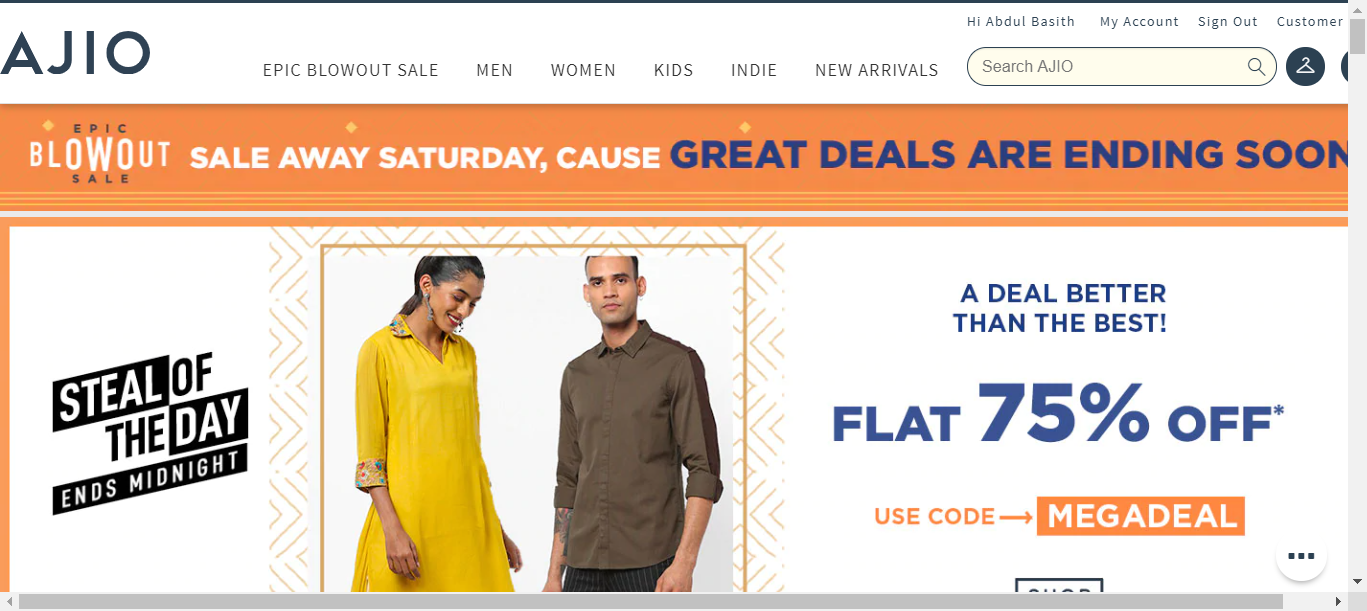 Hi Abdul Basith My Account Sign Out Customer
AJIO
EPIC BLOWOUT SALE MEN WOMEN KIDS INDIE NEW ARRIVALS
Search AJIO
EPIC
BLOWOUT
SALE
SALE AWAY SATURDAY, CAUSE GREAT DEALS ARE ENDING SOON
STEAL OF
THE DAY
ENDS MIDNIGHT
A DEAL BETTER
THAN THE BEST!
FLAT 75% OFF*
USE CODE MEGADEAL
SHOP